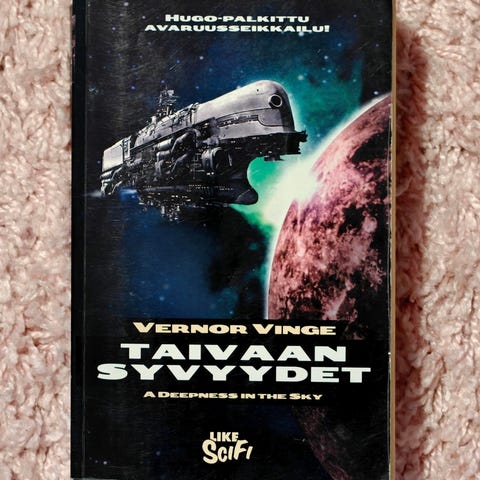 HUGO-PALKITTU
AVARUUSSEIKKAILU!
VERNOR VINGE
TAIVAAN
SYVYYDET
A DEEPNESS IN THE SKY
LIKE
SCIFI